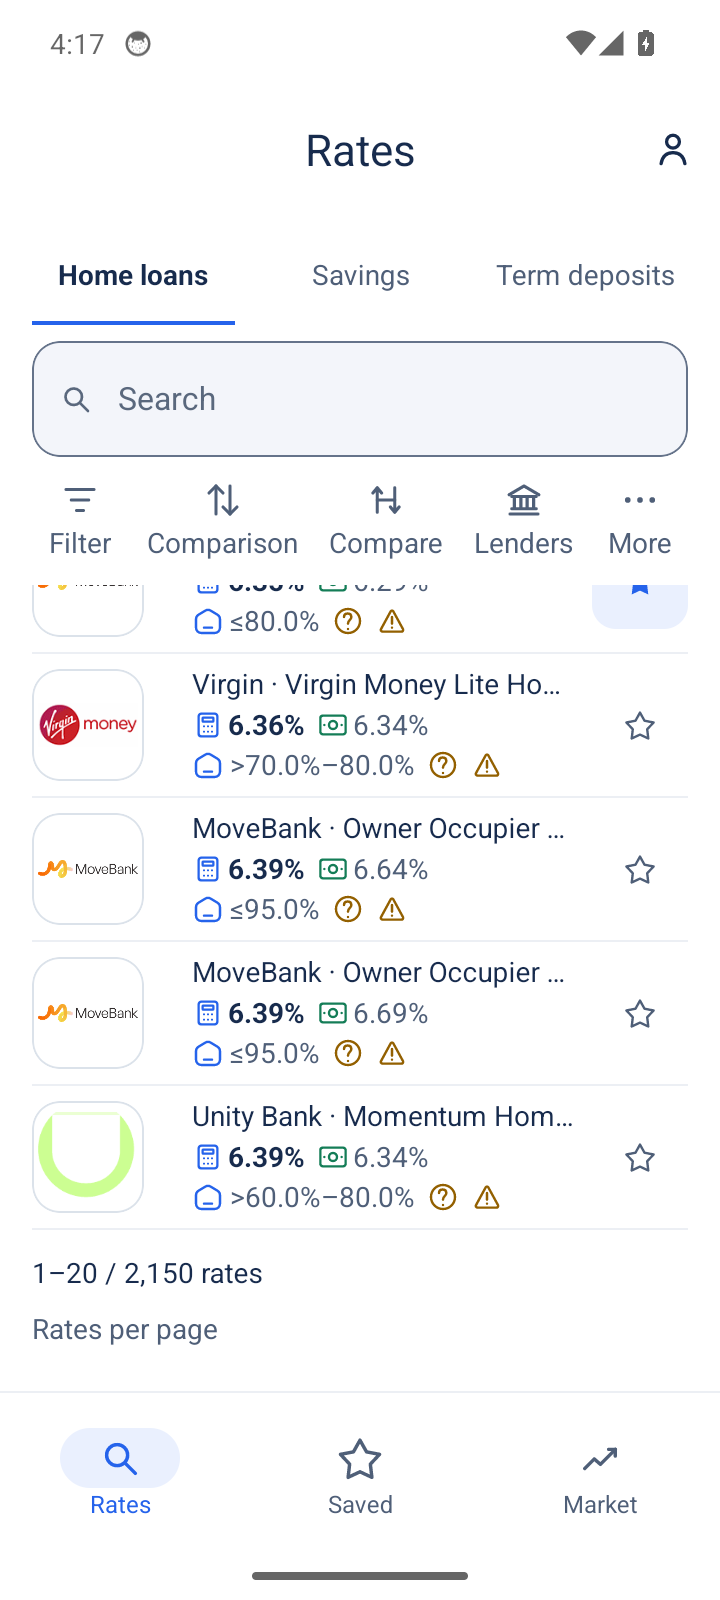 4:17
Rates
Home loans
Savings
Term deposits
Search
Filter
Comparison
Compare
Lenders
More
≤80.0%
Virgin · Virgin Money Lite Ho...
Virgin money
6.36% 6.34%
>70.0%–80.0%
MoveBank · Owner Occupier ...
MoveBank
6.39% 6.64%
≤95.0%
MoveBank · Owner Occupier ...
MoveBank
6.39% 6.69%
≤95.0%
Unity Bank · Momentum Hom...
6.39% 6.34%
>60.0%–80.0%
1–20 / 2,150 rates
Rates per page
Rates
Saved
Market